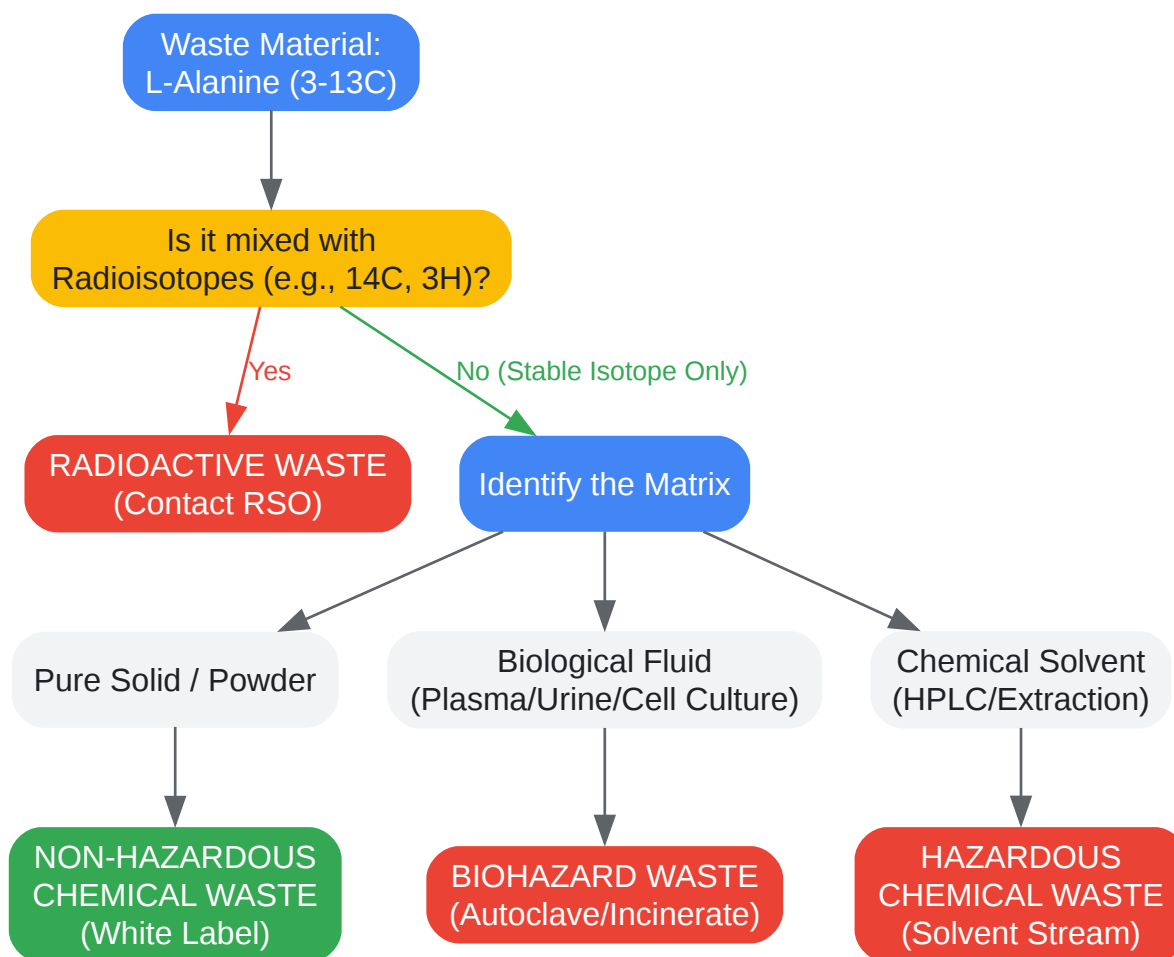 Waste Material:
L-Alanine (3-13C)
Is it mixed with
Radioisotopes (e.g., 14C, 3H)?
Yes
No (Stable Isotope Only)
RADIOACTIVE WASTE
(Contact RSO)
Identify the Matrix
Pure Solid / Powder
Biological Fluid
(Plasma/Urine/Cell Culture)
Chemical Solvent
(HPLC/Extraction)
NON-HAZARDOUS
CHEMICAL WASTE
(White Label)
BIOHAZARD WASTE
(Autoclave/Incinerate)
HAZARDOUS
CHEMICAL WASTE
(Solvent Stream)